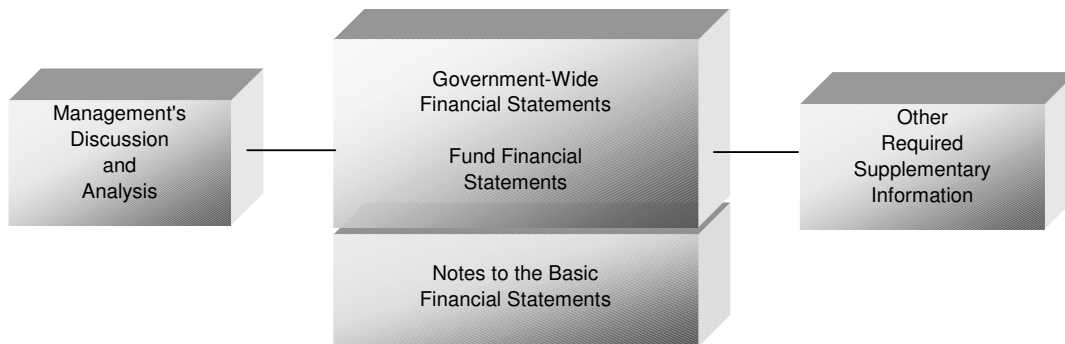 Management's
Discussion
and
Analysis
Government-Wide
Financial Statements
Fund Financial
Statements
Notes to the Basic
Financial Statements
Other
Required
Supplementary
Information